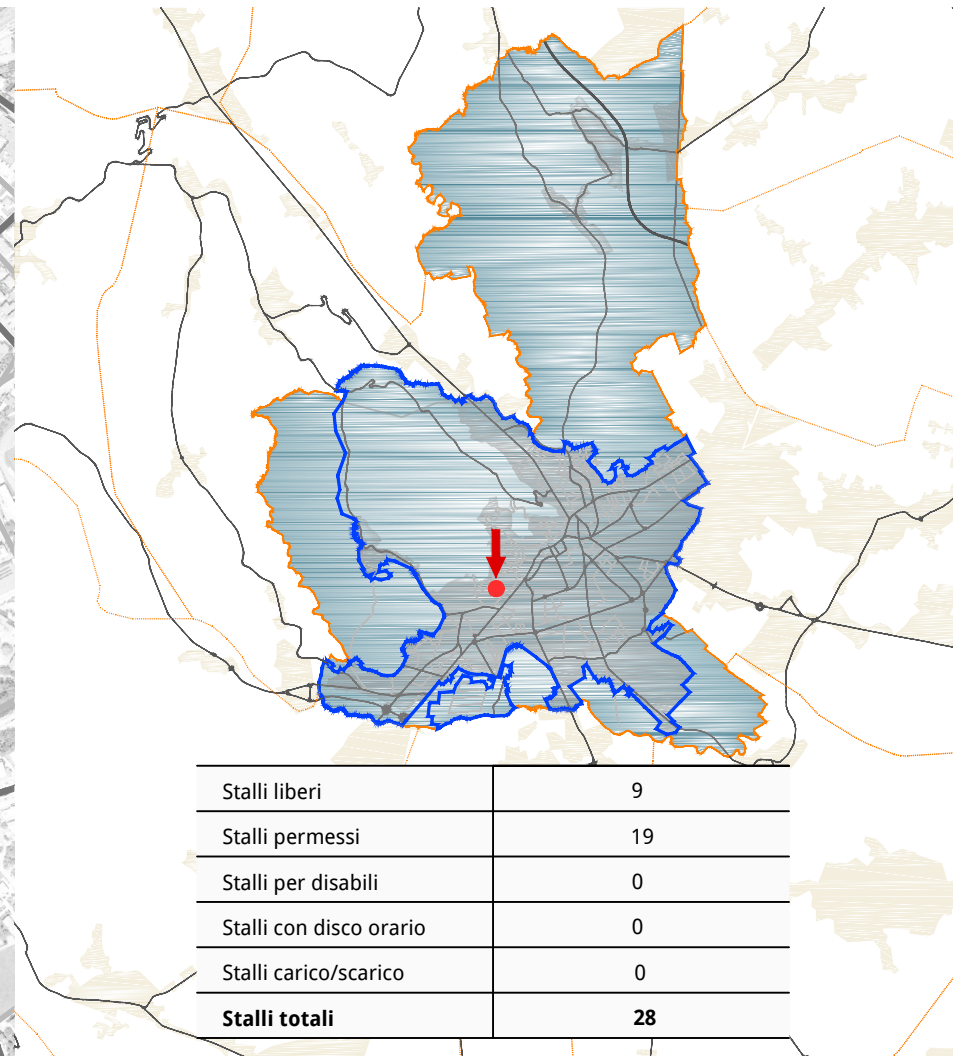 Stalli liberi 9
Stalli permessi 19
Stalli per disabili 0
Stalli con disco orario 0
Stalli carico/scarico 0
Stalli totali 28